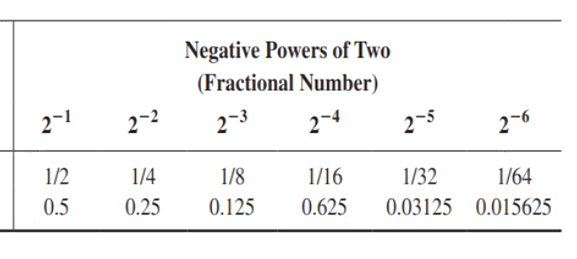 Negative Powers of Two
(Fractional Number)
2⁻¹ 2⁻² 2⁻³ 2⁻⁴ 2⁻⁵ 2⁻⁶
1/2 1/4 1/8 1/16 1/32 1/64
0.5 0.25 0.125 0.625 0.03125 0.015625